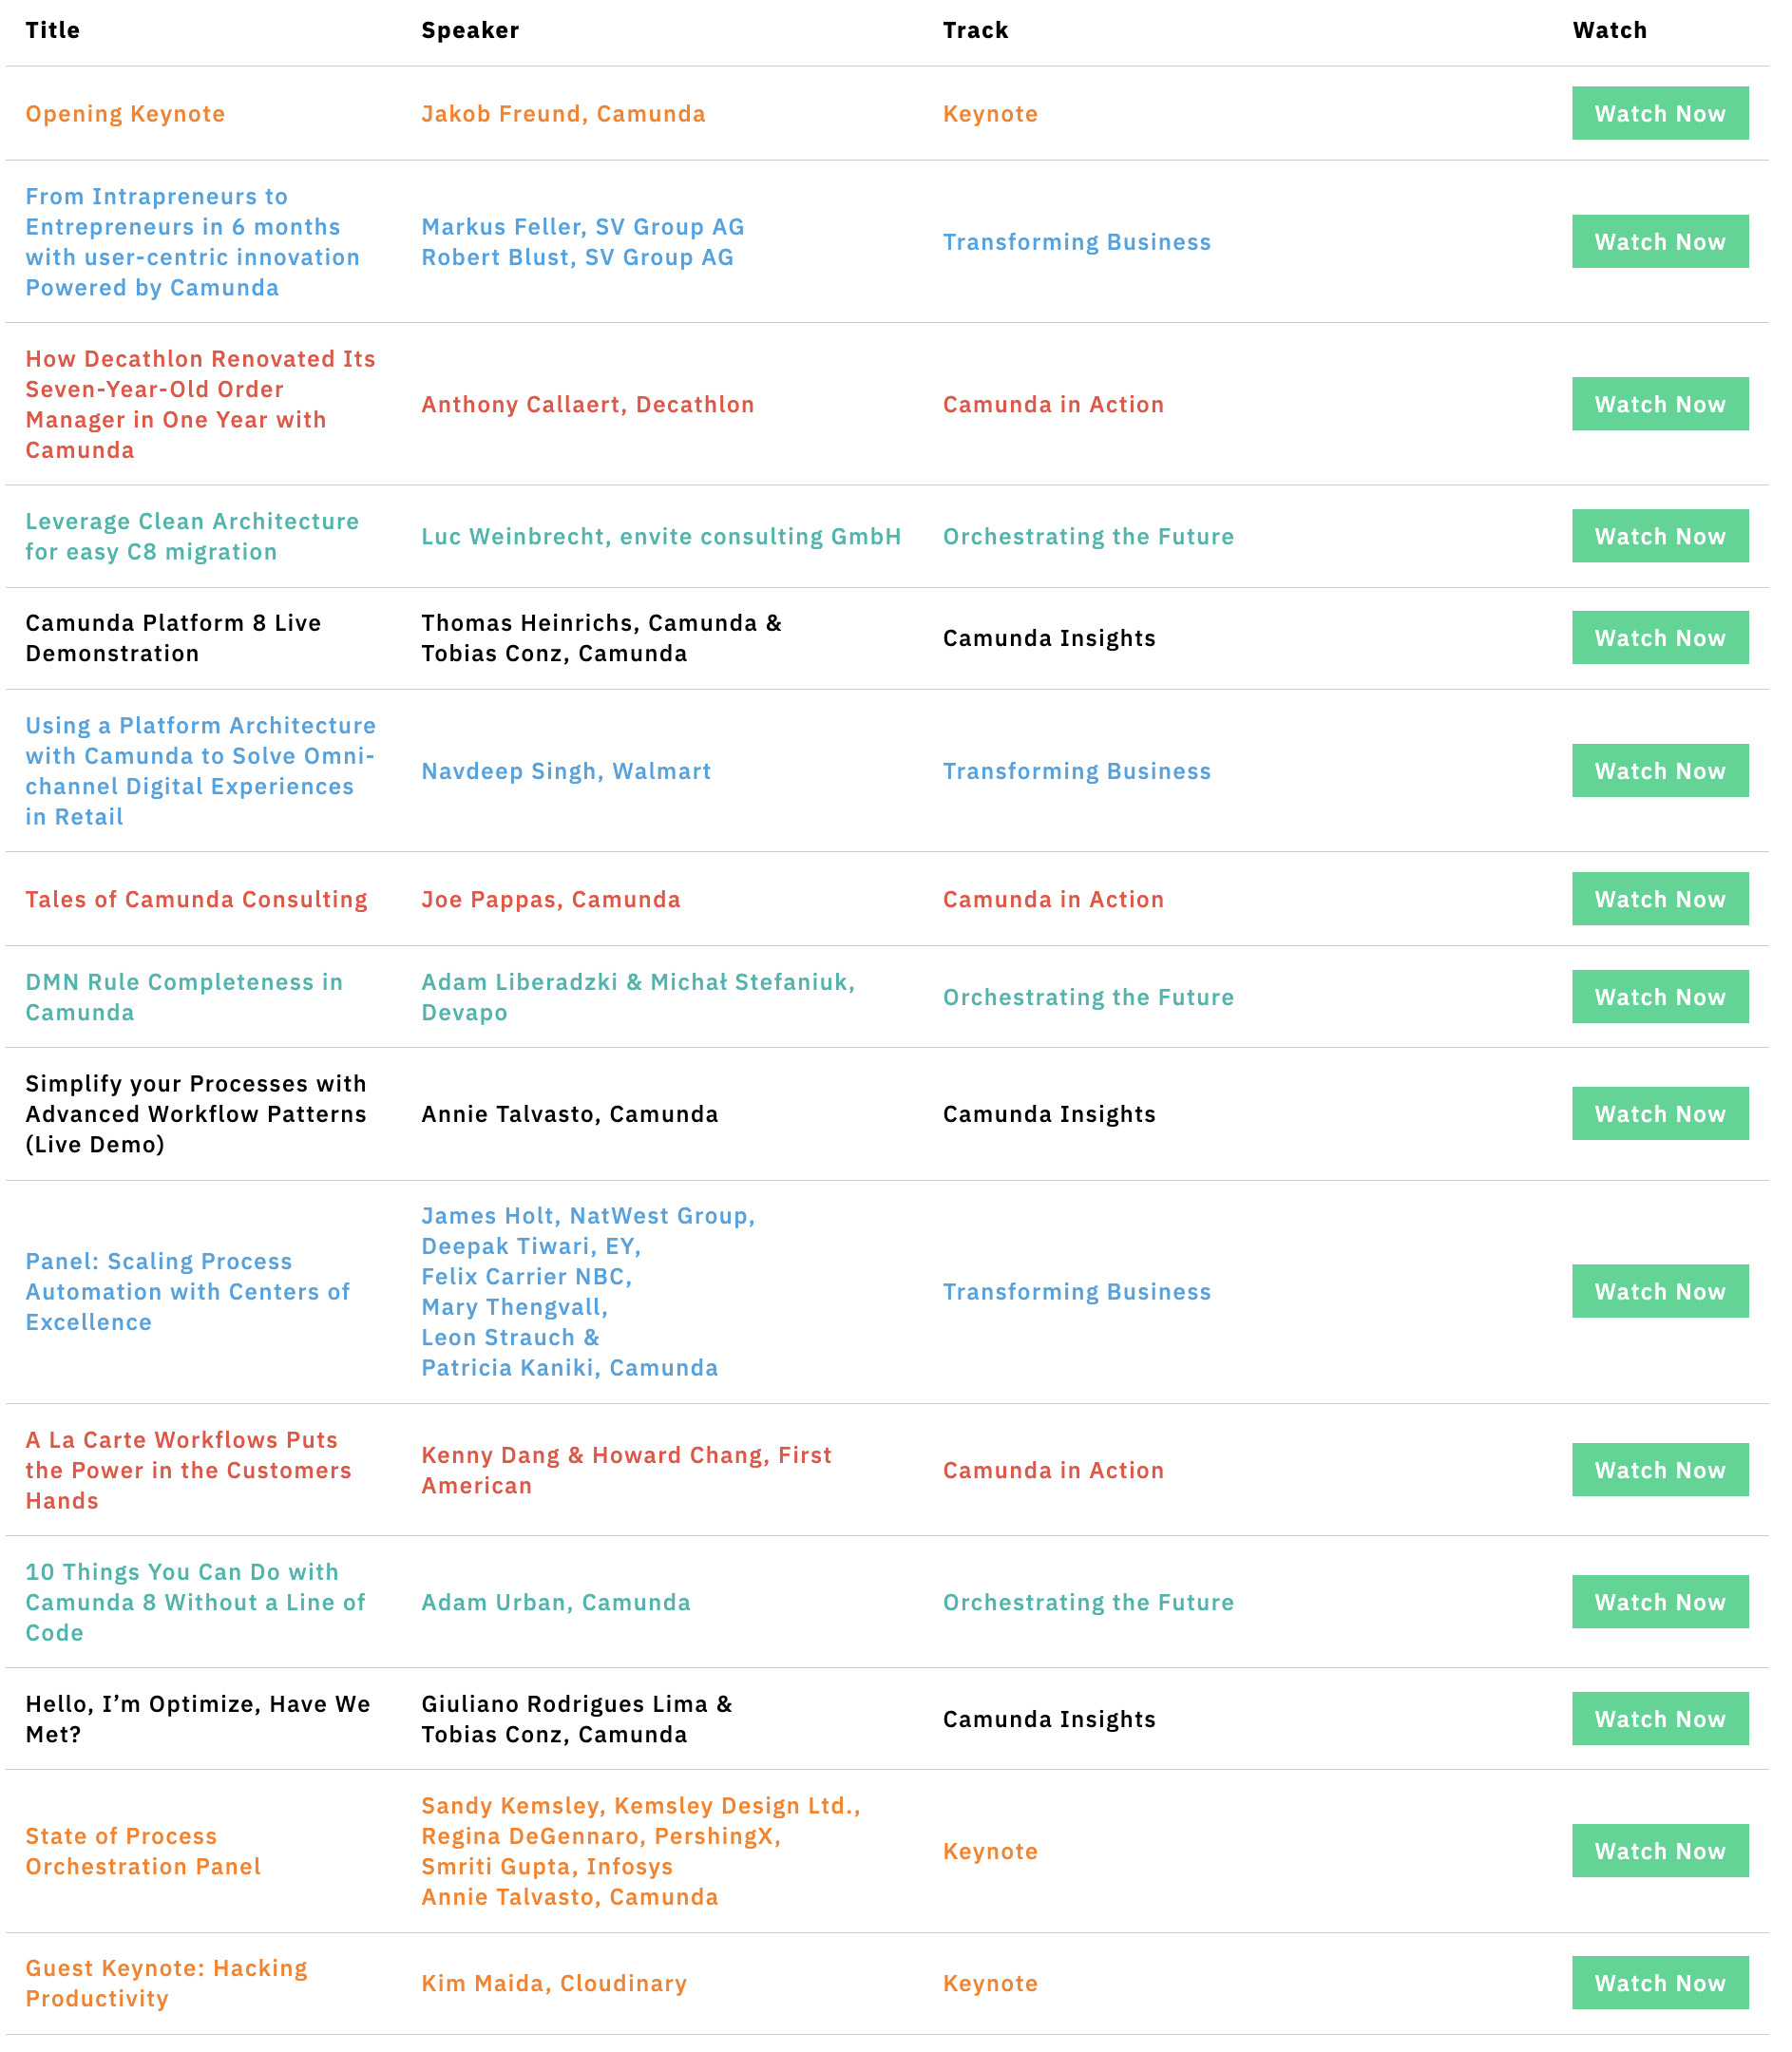 Title Speaker Track Watch
Opening Keynote Jakob Freund, Camunda Keynote Watch Now
From Intrapreneurs to
Entrepreneurs in 6 months
with user-centric innovation
Powered by Camunda
Markus Feller, SV Group AG
Robert Blust, SV Group AG
Transforming Business
Watch Now
How Decathlon Renovated Its
Seven-Year-Old Order
Manager in One Year with
Camunda
Anthony Callaert, Decathlon
Camunda in Action
Watch Now
Leverage Clean Architecture
for easy C8 migration
Luc Weinbrecht, envite consulting GmbH
Orchestrating the Future
Watch Now
Camunda Platform 8 Live
Demonstration
Thomas Heinrichs, Camunda &
Tobias Conz, Camunda
Camunda Insights
Watch Now
Using a Platform Architecture
with Camunda to Solve Omni-
channel Digital Experiences
in Retail
Navdeep Singh, Walmart
Transforming Business
Watch Now
Tales of Camunda Consulting Joe Pappas, Camunda Camunda in Action Watch Now
DMN Rule Completeness in
Camunda
Adam Liberadzki & Michał Stefaniuk,
Devapo
Orchestrating the Future
Watch Now
Simplify your Processes with
Advanced Workflow Patterns
(Live Demo)
Annie Talvasto, Camunda
Camunda Insights
Watch Now
Panel: Scaling Process
Automation with Centers of
Excellence
James Holt, NatWest Group,
Deepak Tiwari, EY,
Felix Carrier NBC,
Mary Thengvall,
Leon Strauch &
Patricia Kaniki, Camunda
Transforming Business
Watch Now
A La Carte Workflows Puts
the Power in the Customers
Hands
Kenny Dang & Howard Chang, First
American
Camunda in Action
Watch Now
10 Things You Can Do with
Camunda 8 Without a Line of
Code
Adam Urban, Camunda
Orchestrating the Future
Watch Now
Hello, I’m Optimize, Have We
Met?
Giuliano Rodrigues Lima &
Tobias Conz, Camunda
Camunda Insights
Watch Now
State of Process
Orchestration Panel
Sandy Kemsley, Kemsley Design Ltd.,
Regina DeGennaro, PershingX,
Smriti Gupta, Infosys
Annie Talvasto, Camunda
Keynote
Watch Now
Guest Keynote: Hacking
Productivity
Kim Maida, Cloudinary
Keynote
Watch Now